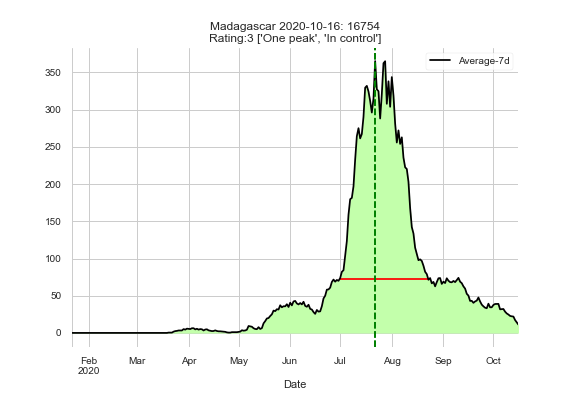 Madagascar 2020-10-16: 16754
Rating:3 ['One peak', 'In control']
Average-7d
350
300
250
200
150
100
50
0
Feb Mar Apr May Jun Jul Aug Sep Oct
2020
Date